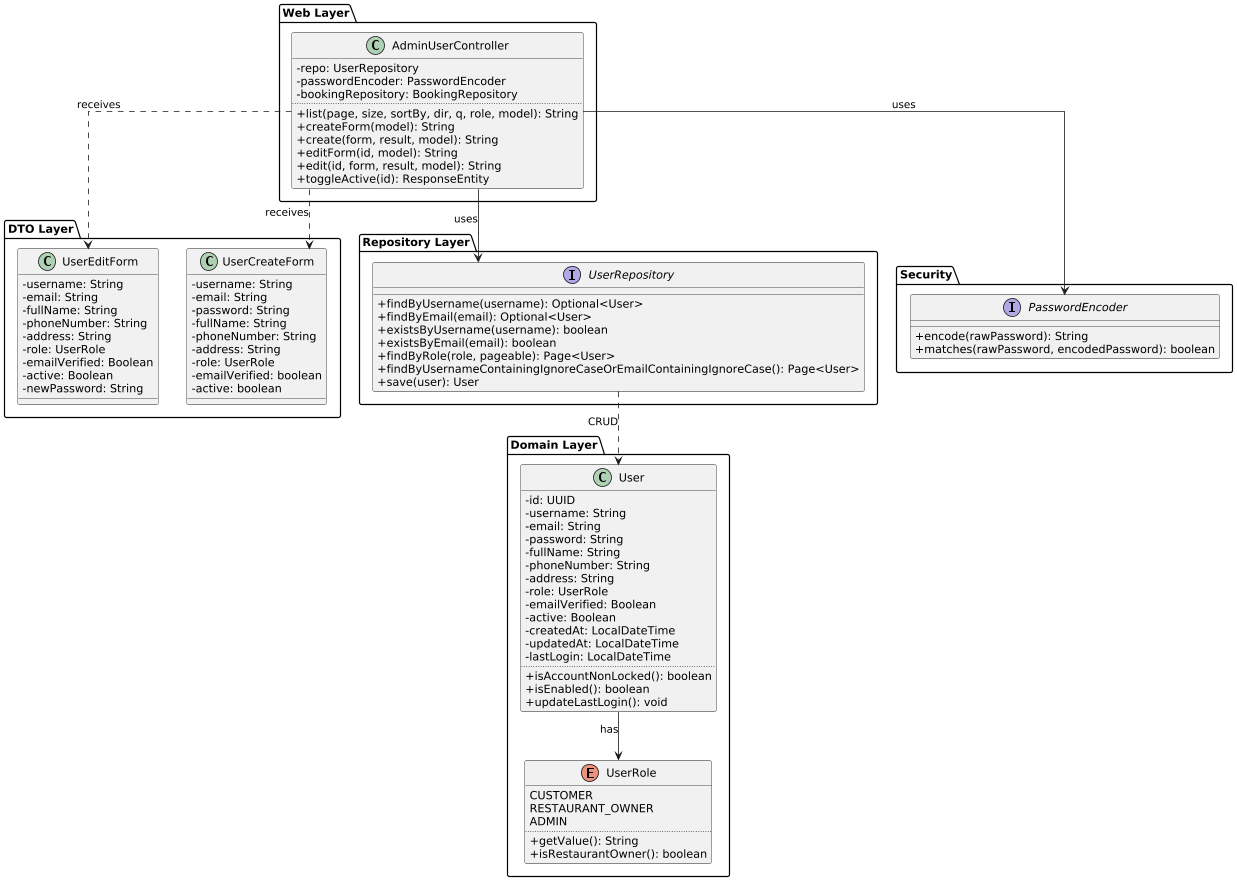 Web Layer
C AdminUserController
-repo: UserRepository
-passwordEncoder: PasswordEncoder
-bookingRepository: BookingRepository
+list(page, size, sortBy, dir, q, role, model): String
+createForm(model): String
+create(form, result, model): String
+editForm(id, model): String
+edit(id, form, result, model): String
+toggleActive(id): ResponseEntity
receives
uses
receives
uses
DTO Layer
C UserEditForm
-username: String
-email: String
-fullName: String
-phoneNumber: String
-address: String
-role: UserRole
-emailVerified: Boolean
-active: Boolean
-newPassword: String
C UserCreateForm
-username: String
-email: String
-password: String
-fullName: String
-phoneNumber: String
-address: String
-role: UserRole
-emailVerified: boolean
-active: boolean
Repository Layer
I UserRepository
+findByUsername(username): Optional<User>
+findByEmail(email): Optional<User>
+existsByUsername(username): boolean
+existsByEmail(email): boolean
+findByRole(role, pageable): Page<User>
+findByUsernameContainingIgnoreCaseOrEmailContainingIgnoreCase(): Page<User>
+save(user): User
Security
I PasswordEncoder
+encode(rawPassword): String
+matches(rawPassword, encodedPassword): boolean
CRUD
Domain Layer
C User
-id: UUID
-username: String
-email: String
-password: String
-fullName: String
-phoneNumber: String
-address: String
-role: UserRole
-emailVerified: Boolean
-active: Boolean
-createdAt: LocalDateTime
-updatedAt: LocalDateTime
-lastLogin: LocalDateTime
+isAccountNonLocked(): boolean
+isEnabled(): boolean
+updateLastLogin(): void
has
E UserRole
CUSTOMER
RESTAURANT_OWNER
ADMIN
+getValue(): String
+isRestaurantOwner(): boolean